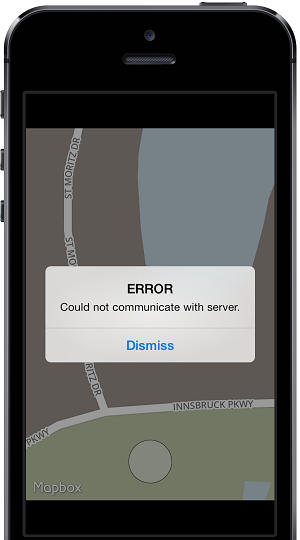 ST MORITZ DR
ST MO
ERROR
Could not communicate with server.
Dismiss
RITZ DR
INNSBRUCK PKWY
PKWY
Mapbox